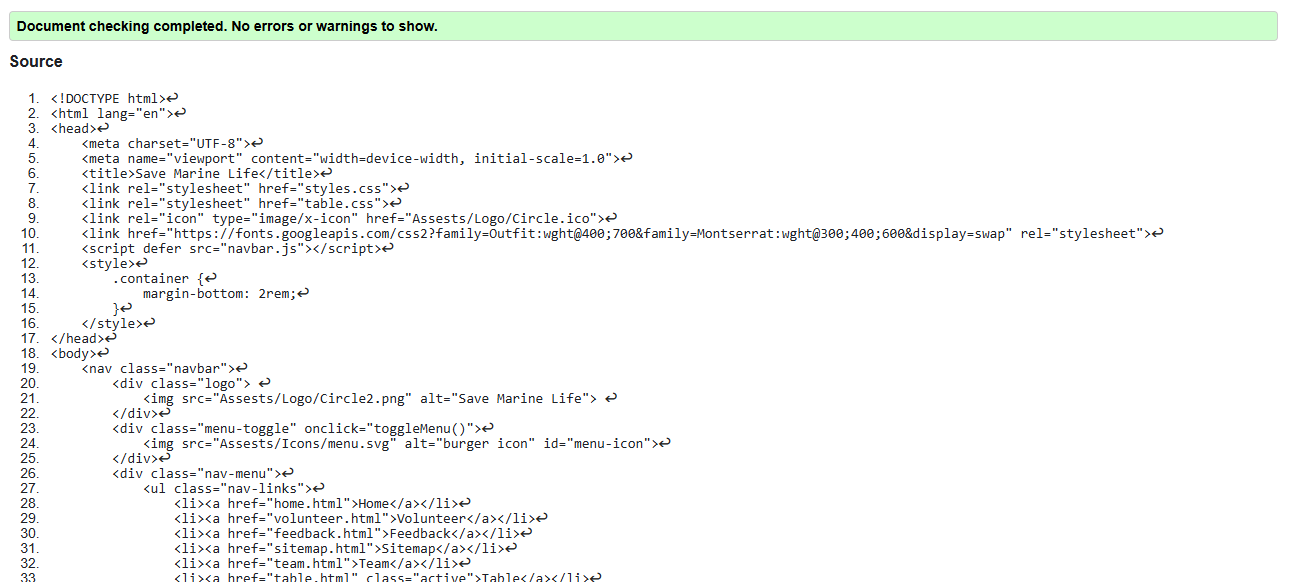 Document checking completed. No errors or warnings to show.
Source
1. <!DOCTYPE html>↩
2. <html lang="en">↩
3. <head>↩
4.     <meta charset="UTF-8">↩
5.     <meta name="viewport" content="width=device-width, initial-scale=1.0">↩
6.     <title>Save Marine Life</title>↩
7.     <link rel="stylesheet" href="styles.css">↩
8.     <link rel="stylesheet" href="table.css">↩
9.     <link rel="icon" type="image/x-icon" href="Assests/Logo/Circle.ico">↩
10.     <link href="https://fonts.googleapis.com/css2?family=Outfit:wght@400;700&family=Montserrat:wght@300;400;600&display=swap" rel="stylesheet">↩
11.     <script defer src="navbar.js"></script>↩
12.     <style>↩
13.         .container {↩
14.             margin-bottom: 2rem;↩
15.         }↩
16.     </style>↩
17. </head>↩
18. <body>↩
19.     <nav class="navbar">↩
20.         <div class="logo"> ↩
21.             <img src="Assests/Logo/Circle2.png" alt="Save Marine Life"> ↩
22.         </div>↩
23.         <div class="menu-toggle" onclick="toggleMenu()">↩
24.             <img src="Assests/Icons/menu.svg" alt="burger icon" id="menu-icon">↩
25.         </div>↩
26.         <div class="nav-menu">↩
27.             <ul class="nav-links">↩
28.                 <li><a href="home.html">Home</a></li>↩
29.                 <li><a href="volunteer.html">Volunteer</a></li>↩
30.                 <li><a href="feedback.html">Feedback</a></li>↩
31.                 <li><a href="sitemap.html">Sitemap</a></li>↩
32.                 <li><a href="team.html">Team</a></li>↩
33.                 <li><a href="table.html" class="active">Table</a></li>↩